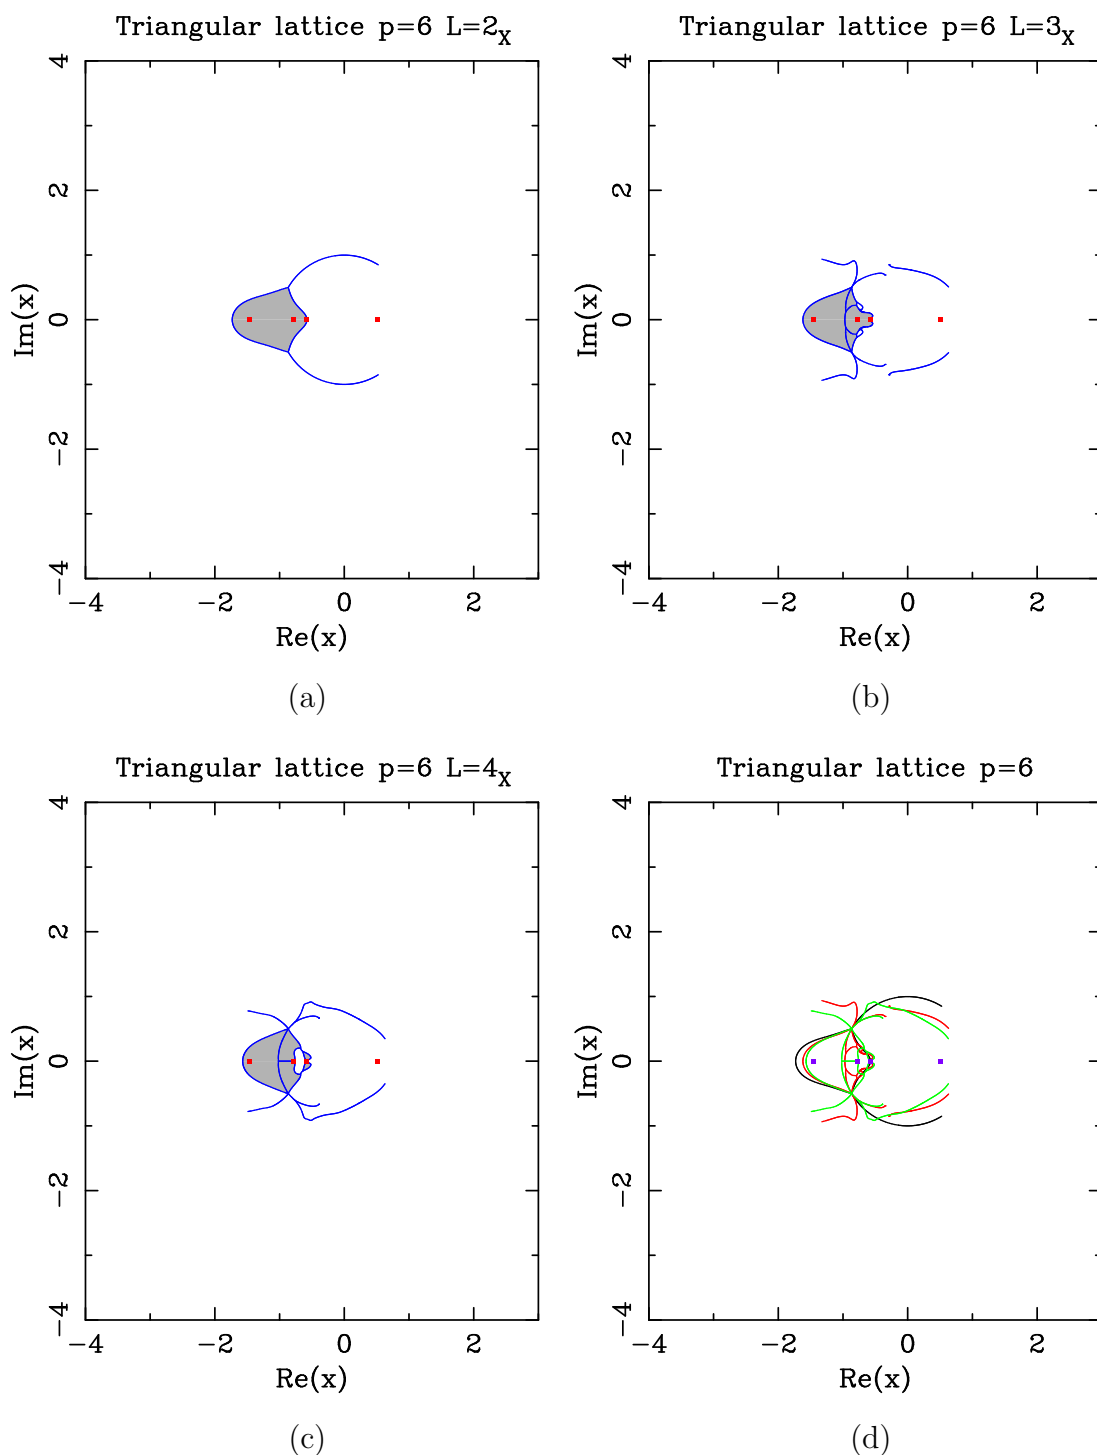 Triangular lattice p=6 L=2X
Triangular lattice p=6 L=3X
4
2
0
−2
−4
Im(x)
−4 −2 0 2
Re(x)
4
2
0
−2
−4
Im(x)
−4 −2 0 2
Re(x)
(a)
(b)
Triangular lattice p=6 L=4X
Triangular lattice p=6
4
2
0
−2
−4
Im(x)
−4 −2 0 2
Re(x)
4
2
0
−2
−4
Im(x)
−4 −2 0 2
Re(x)
(c)
(d)